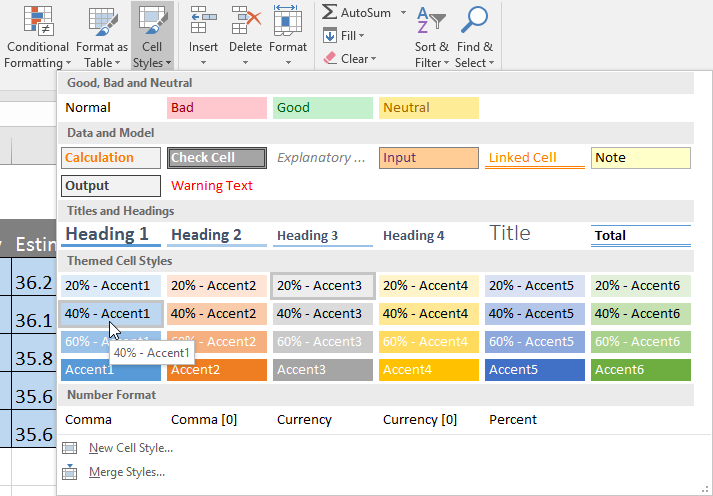 Conditional Formatting
Format as Table
Cell Styles
Insert
Delete
Format
AutoSum
Fill
Clear
Sort & Filter
Find & Select
Good, Bad and Neutral
Normal Bad Good Neutral
Data and Model
Calculation Check Cell Explanatory ... Input Linked Cell Note
Output Warning Text
Titles and Headings
Heading 1 Heading 2 Heading 3 Heading 4 Title Total
Themed Cell Styles
20% - Accent1 20% - Accent2 20% - Accent3 20% - Accent4 20% - Accent5 20% - Accent6
40% - Accent1 40% - Accent2 40% - Accent3 40% - Accent4 40% - Accent5 40% - Accent6
60% - Accent1 60% - Accent2 60% - Accent3 60% - Accent4 60% - Accent5 60% - Accent6
40% - Accent1
Accent1 Accent2 Accent3 Accent4 Accent5 Accent6
Number Format
Comma Comma [0] Currency Currency [0] Percent
New Cell Style...
Merge Styles...
Estim
36.2
36.1
35.8
35.6
35.6